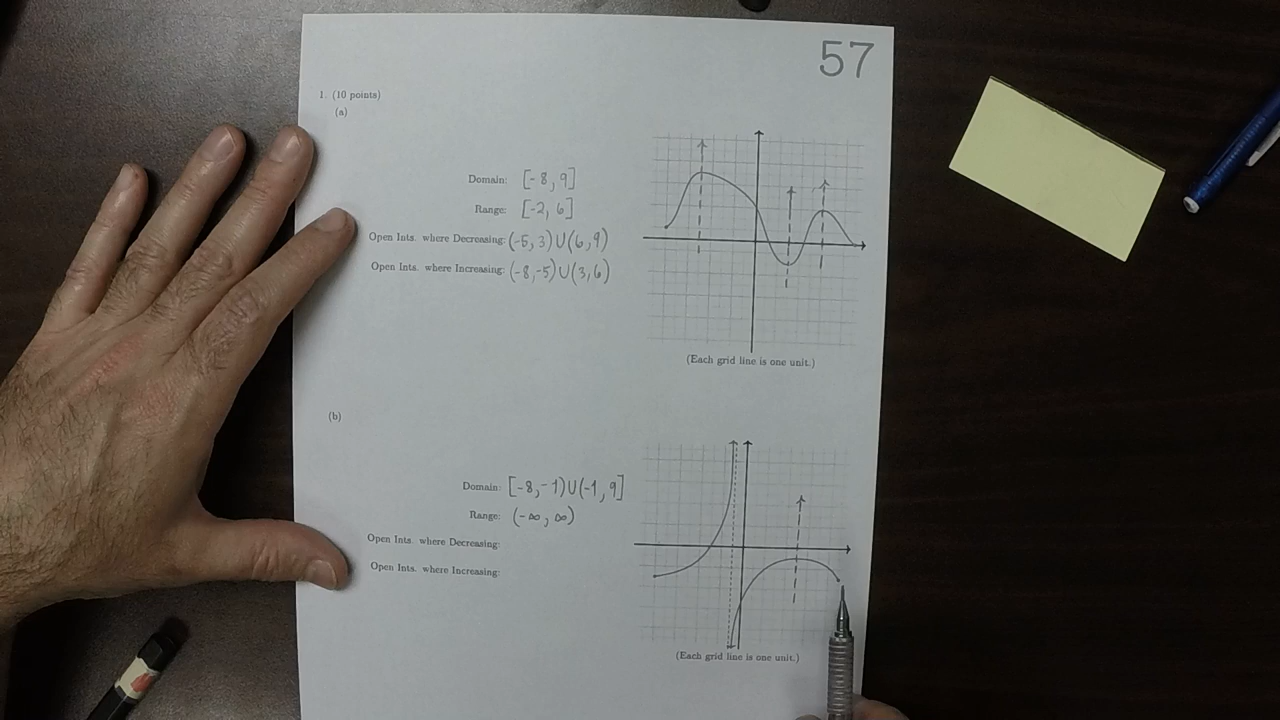 57
1. (10 points)
(a)
Domain: [-8, 9]
Range: [-2, 6]
Open Ints. where Decreasing: (-5, 3) U (6, 9)
Open Ints. where Increasing: (-8, -5) U (3, 6)
(Each grid line is one unit.)
(b)
Domain: [-8, -1) U (-1, 9]
Range: (-∞, ∞)
Open Ints. where Decreasing:
Open Ints. where Increasing:
(Each grid line is one unit.)